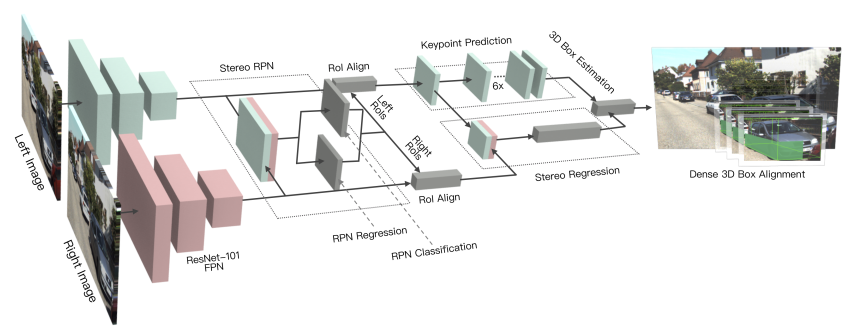 Left Image
Right Image
ResNet-101
FPN
Stereo RPN
RoI Align
Left
RoIs
Right
RoIs
RoI Align
RPN Regression
RPN Classification
Keypoint Prediction
6x
3D Box Estimation
Stereo Regression
Dense 3D Box Alignment